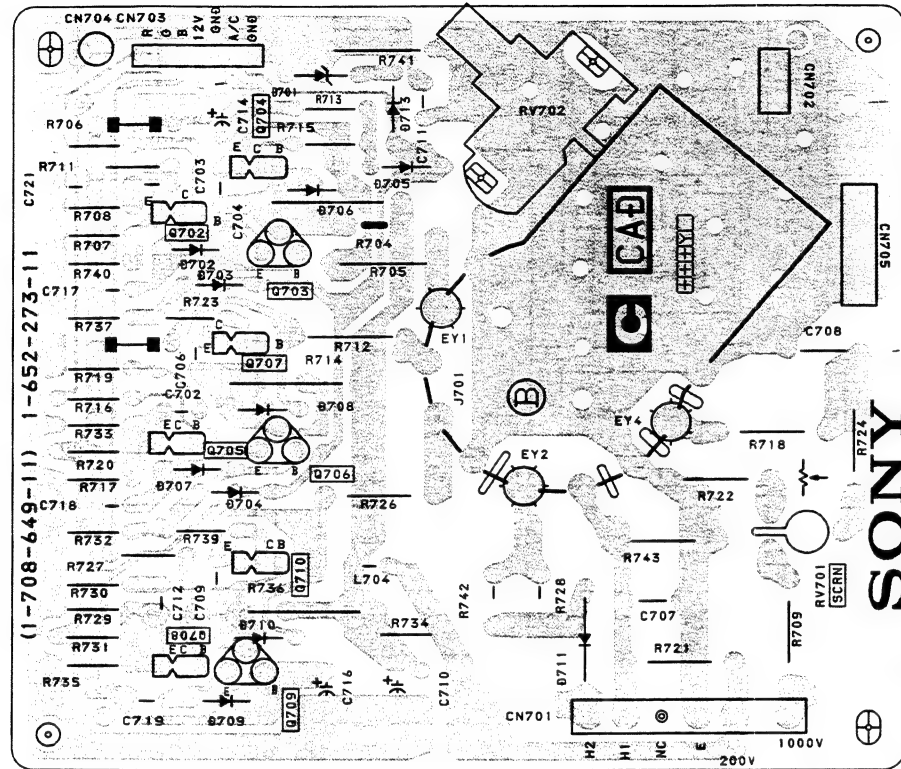 CN704 CN703
R
G
B
12V
GND
A/C
GND
R741
D701
R713
C714
Q704
R715
D713
C711
RV702
CN702
R706
R711
C703
E C B
D705
C721
R708
E
C
B
Q702
C704
D706
R704
CN705
R707
D702
R705
R740
D703
E B
Q703
C717
R723
CAD
C
R737
C
E B
R712
EY1
C708
Q707
R714
R719
C706
C702
D708
J701
B
R716
R733
EC B
Q705
EY4
R718
R724
R720
E B
Q706
EY2
R717
D707
D704
R726
R722
C718
SONY
R732
R739
E CB
R743
R727
Q710
R736
L704
R742
R728
RV701
SCRN
R730
C712
C709
C707
R709
R729
Q708
D710
R734
R731
EC B
D711
R721
R735
E B
Q709
C716
C710
C719
D709
CN701
H2
H1
NC
E
200V
1000V
1-652-273-11
(1-708-649-11)